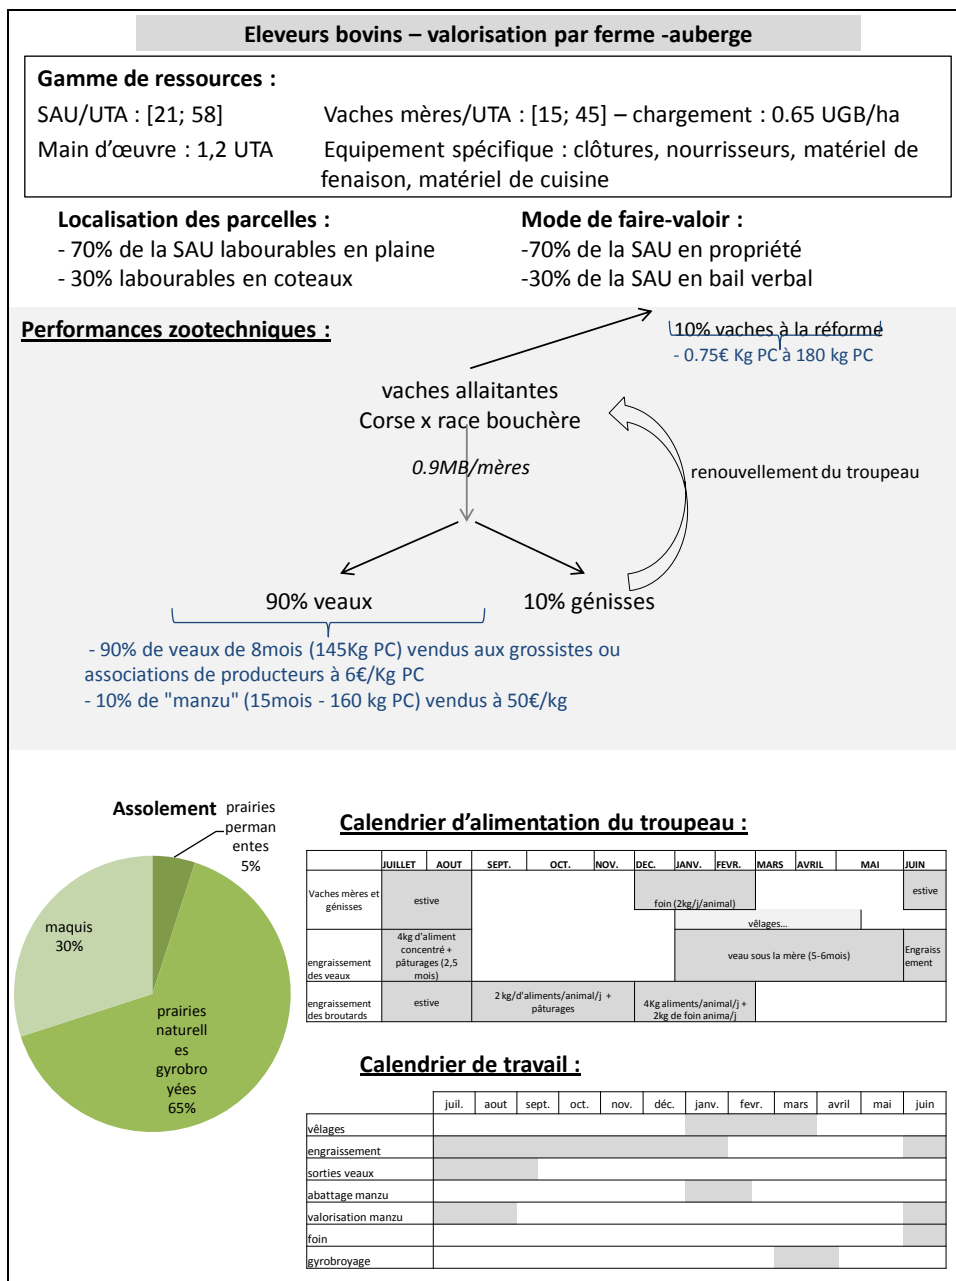 Eleveurs bovins – valorisation par ferme -auberge
Gamme de ressources :
SAU/UTA : [21; 58]
Vaches mères/UTA : [15; 45] – chargement : 0.65 UGB/ha
Main d'œuvre : 1,2 UTA
Equipement spécifique : clôtures, nourrisseurs, matériel de
fenaison, matériel de cuisine
Localisation des parcelles :
- 70% de la SAU labourables en plaine
- 30% labourables en coteaux
Mode de faire-valoir :
-70% de la SAU en propriété
-30% de la SAU en bail verbal
Performances zootechniques :
10% vaches à la réforme
- 0.75€ Kg PC à 180 kg PC
vaches allaitantes
Corse x race bouchère
0.9MB/mères
renouvellement du troupeau
90% veaux
10% génisses
- 90% de veaux de 8mois (145Kg PC) vendus aux grossistes ou
associations de producteurs à 6€/Kg PC
- 10% de "manzu" (15mois - 160 kg PC) vendus à 50€/kg
Assolement
prairies
perman
entes
5%
maquis
30%
prairies
naturell
es
gyrobro
yées
65%
Calendrier d'alimentation du troupeau :
JUILLET AOUT SEPT. OCT. NOV. DEC. JANV. FEVR. MARS AVRIL MAI JUIN
Vaches mères et
génisses
estive
foin (2kg/j/animal)
estive
vêlages…
engraissement
des veaux
4kg d'aliment
concentré +
pâturages (2,5
mois)
veau sous la mère (5-6mois)
Engraiss
ement
engraissement
des broutards
estive
2 kg/d'aliments/animal/j +
pâturages
4Kg aliments/animal/j +
2kg de foin anima/j
Calendrier de travail :
juil. aout sept. oct. nov. déc. janv. fevr. mars avril mai juin
vêlages
engraissement
sorties veaux
abattage manzu
valorisation manzu
foin
gyrobroyage